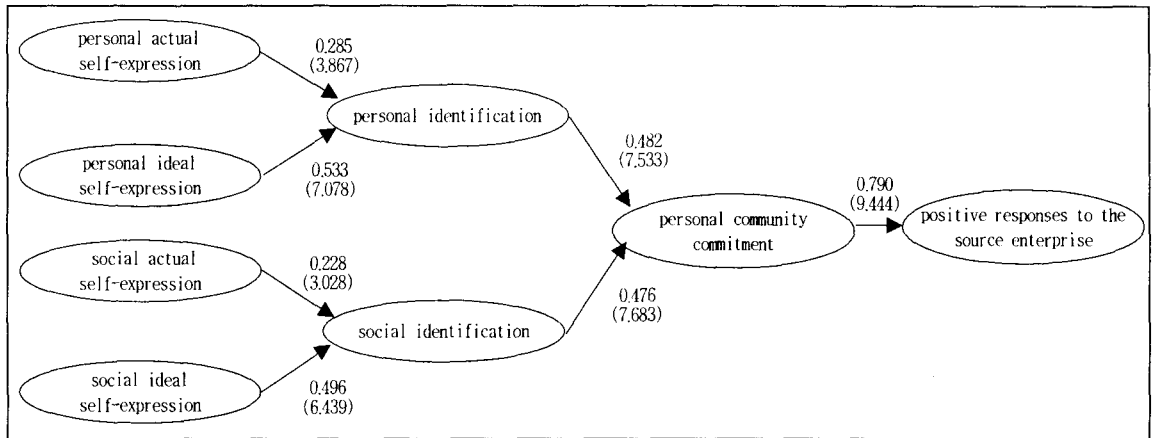 personal actual
self-expression
0.285
(3.867)
personal identification
personal ideal
self-expression
0.533
(7.078)
0.482
(7.533)
personal community
commitment
0.790
(9.444)
positive responses to the
source enterprise
social actual
self-expression
0.228
(3.028)
social identification
0.476
(7.683)
social ideal
self-expression
0.496
(6.439)